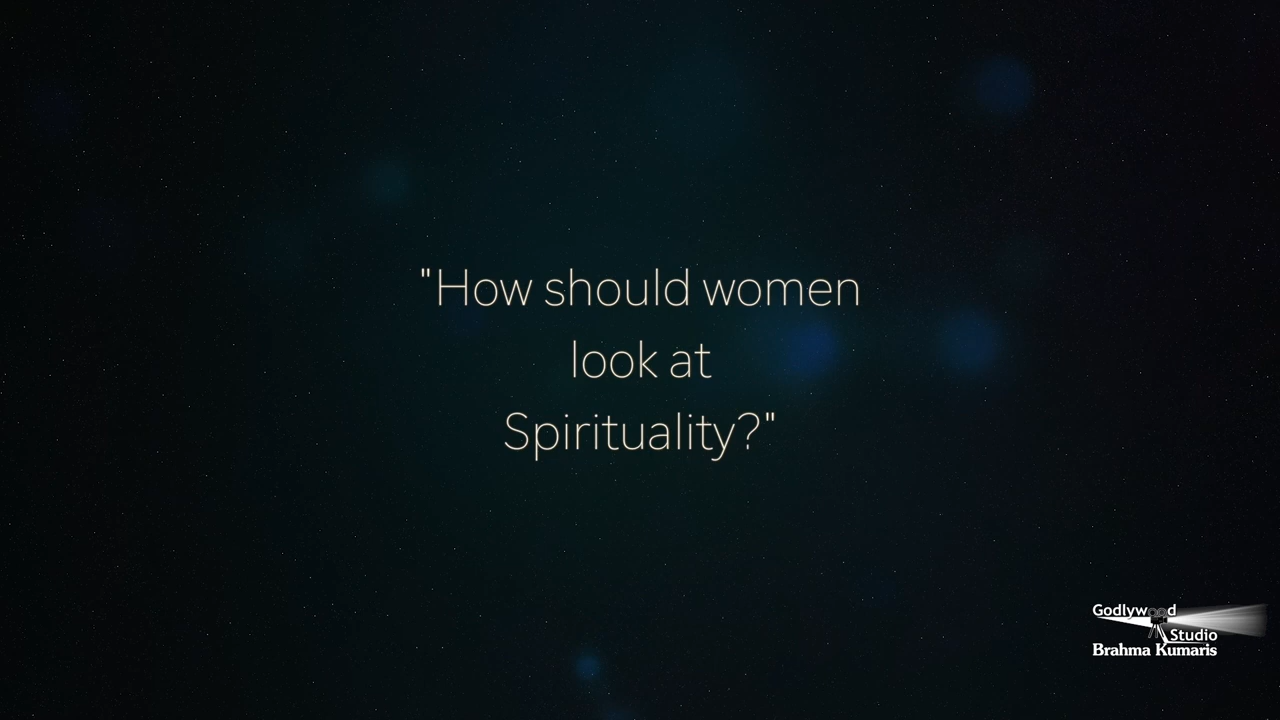 "How should women
look at
Spirituality?"
Godlywood
Studio
Brahma Kumaris